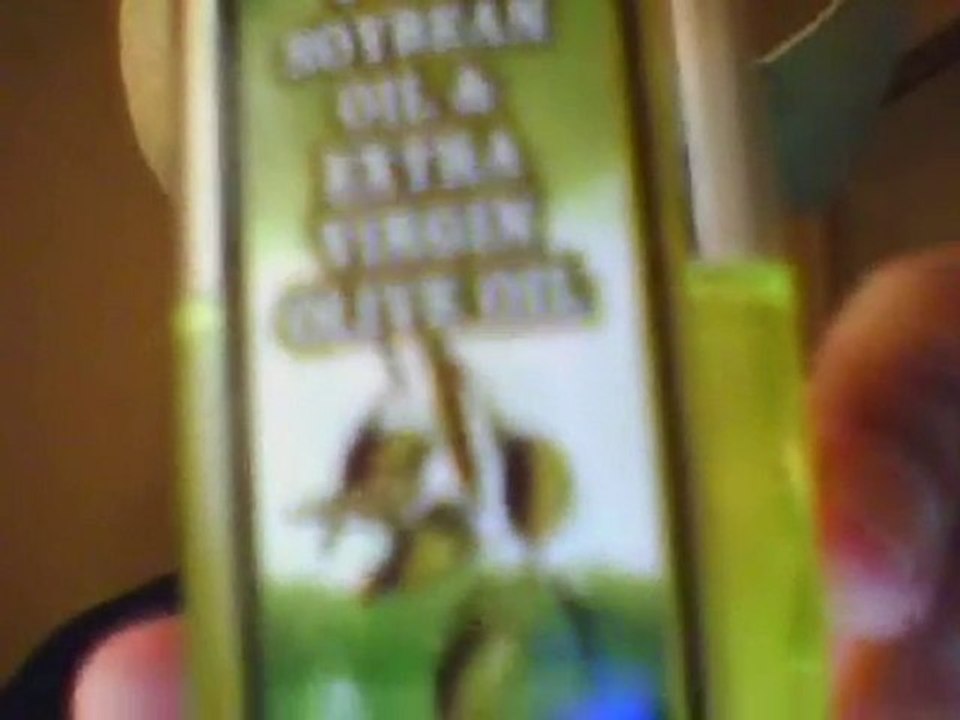 SOYBEAN
OIL &
EXTRA
VIRGIN
OLIVE OIL